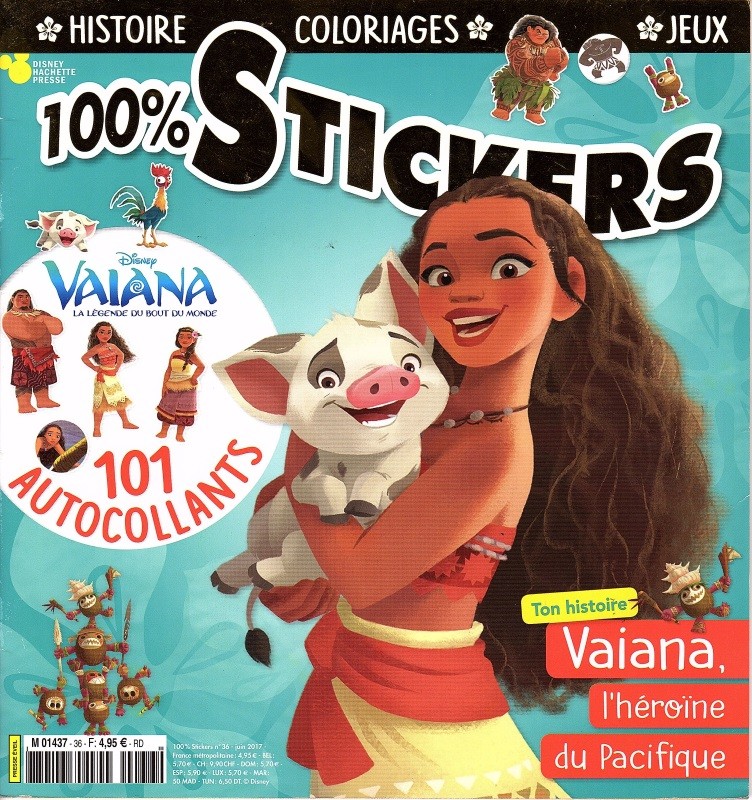 HISTOIRE COLORIAGES JEUX
DISNEY
HACHETTE
PRESSE
100% STICKERS
Disney
VAIANA
LA LÉGENDE DU BOUT DU MONDE
101
AUTOCOLLANTS
Ton histoire
Vaiana,
l'héroïne
du Pacifique
PRESSE ÉVEIL
M 01437 - 36 - F: 4,95 € - RD
100% Stickers n°36 - juin 2017
France métropolitaine : 4,95 € - BEL :
5,70 € - CH : 9,90 CHF - DOM : 5,70 € -
ESP : 5,90 € - LUX : 5,70 € - MAR :
50 MAD - TUN : 6,50 DT. © Disney